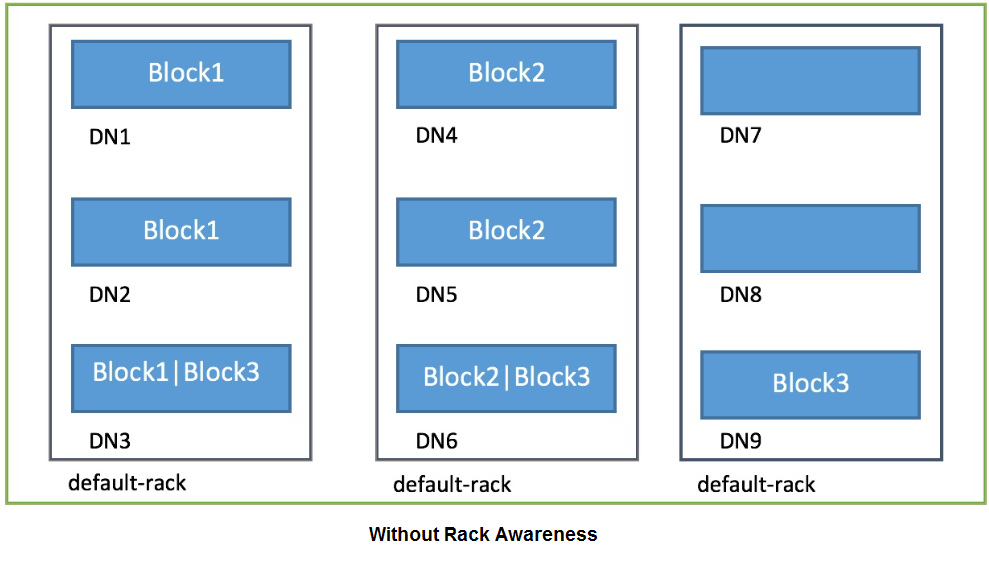 Block1
DN1
Block1
DN2
Block1|Block3
DN3
default-rack
Block2
DN4
Block2
DN5
Block2|Block3
DN6
default-rack
DN7
DN8
Block3
DN9
default-rack
Without Rack Awareness